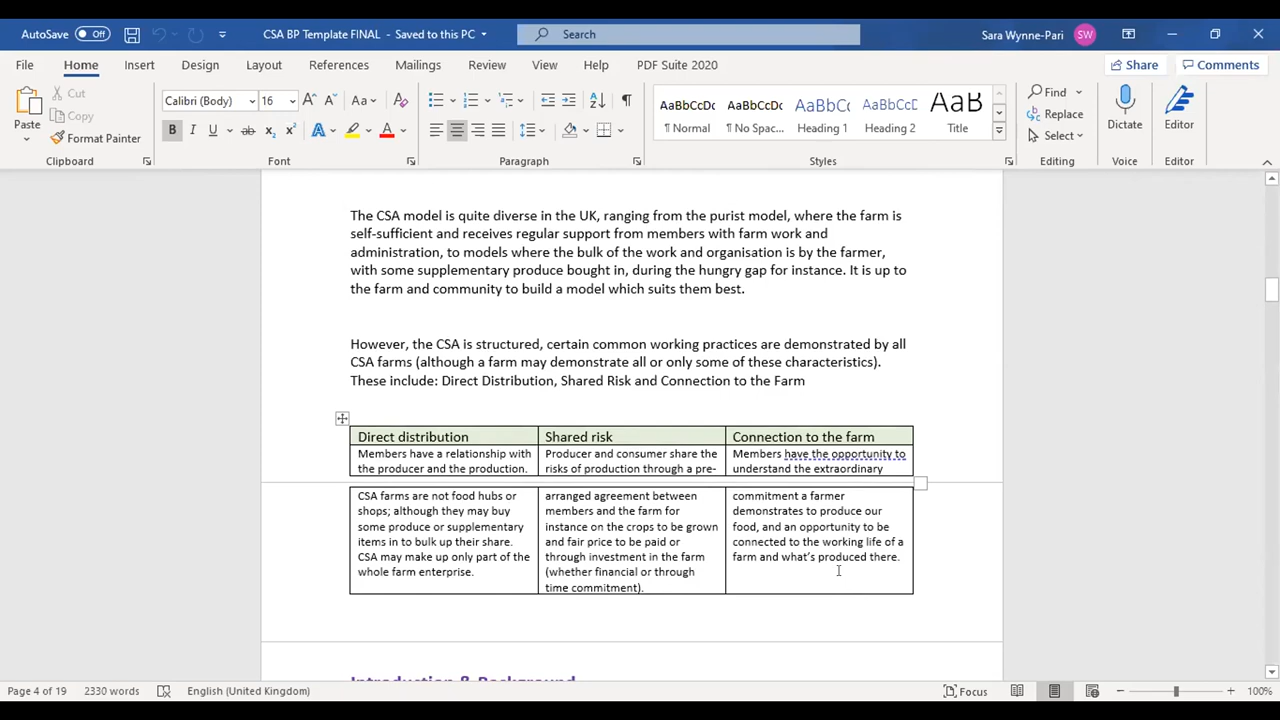 AutoSave Off CSA BP Template FINAL - Saved to this PC Search Sara Wynne-Pari SW
File Home Insert Design Layout References Mailings Review View Help PDF Suite 2020 Share Comments
Paste Cut Copy Format Painter
Calibri (Body) 16 Aa
B I U ab x2 x2 A A
AaBbCcDc AaBbCcDc AaBbCc AaBbCcD AaB
¶ Normal ¶ No Spac... Heading 1 Heading 2 Title
Find Replace Select
Dictate Editor
Clipboard Font Paragraph Styles Editing Voice Editor
The CSA model is quite diverse in the UK, ranging from the purist model, where the farm is
self-sufficient and receives regular support from members with farm work and
administration, to models where the bulk of the work and organisation is by the farmer,
with some supplementary produce bought in, during the hungry gap for instance. It is up to
the farm and community to build a model which suits them best.
However, the CSA is structured, certain common working practices are demonstrated by all
CSA farms (although a farm may demonstrate all or only some of these characteristics).
These include: Direct Distribution, Shared Risk and Connection to the Farm
Direct distribution
Members have a relationship with
the producer and the production.
CSA farms are not food hubs or
shops; although they may buy
some produce or supplementary
items in to bulk up their share.
CSA may make up only part of the
whole farm enterprise.
Shared risk
Producer and consumer share the
risks of production through a pre-
arranged agreement between
members and the farm for
instance on the crops to be grown
and fair price to be paid or
through investment in the farm
(whether financial or through
time commitment).
Connection to the farm
Members have the opportunity to
understand the extraordinary
commitment a farmer
demonstrates to produce our
food, and an opportunity to be
connected to the working life of a
farm and what's produced there.
Introduction & Background
Page 4 of 19 2330 words English (United Kingdom) Focus 100%